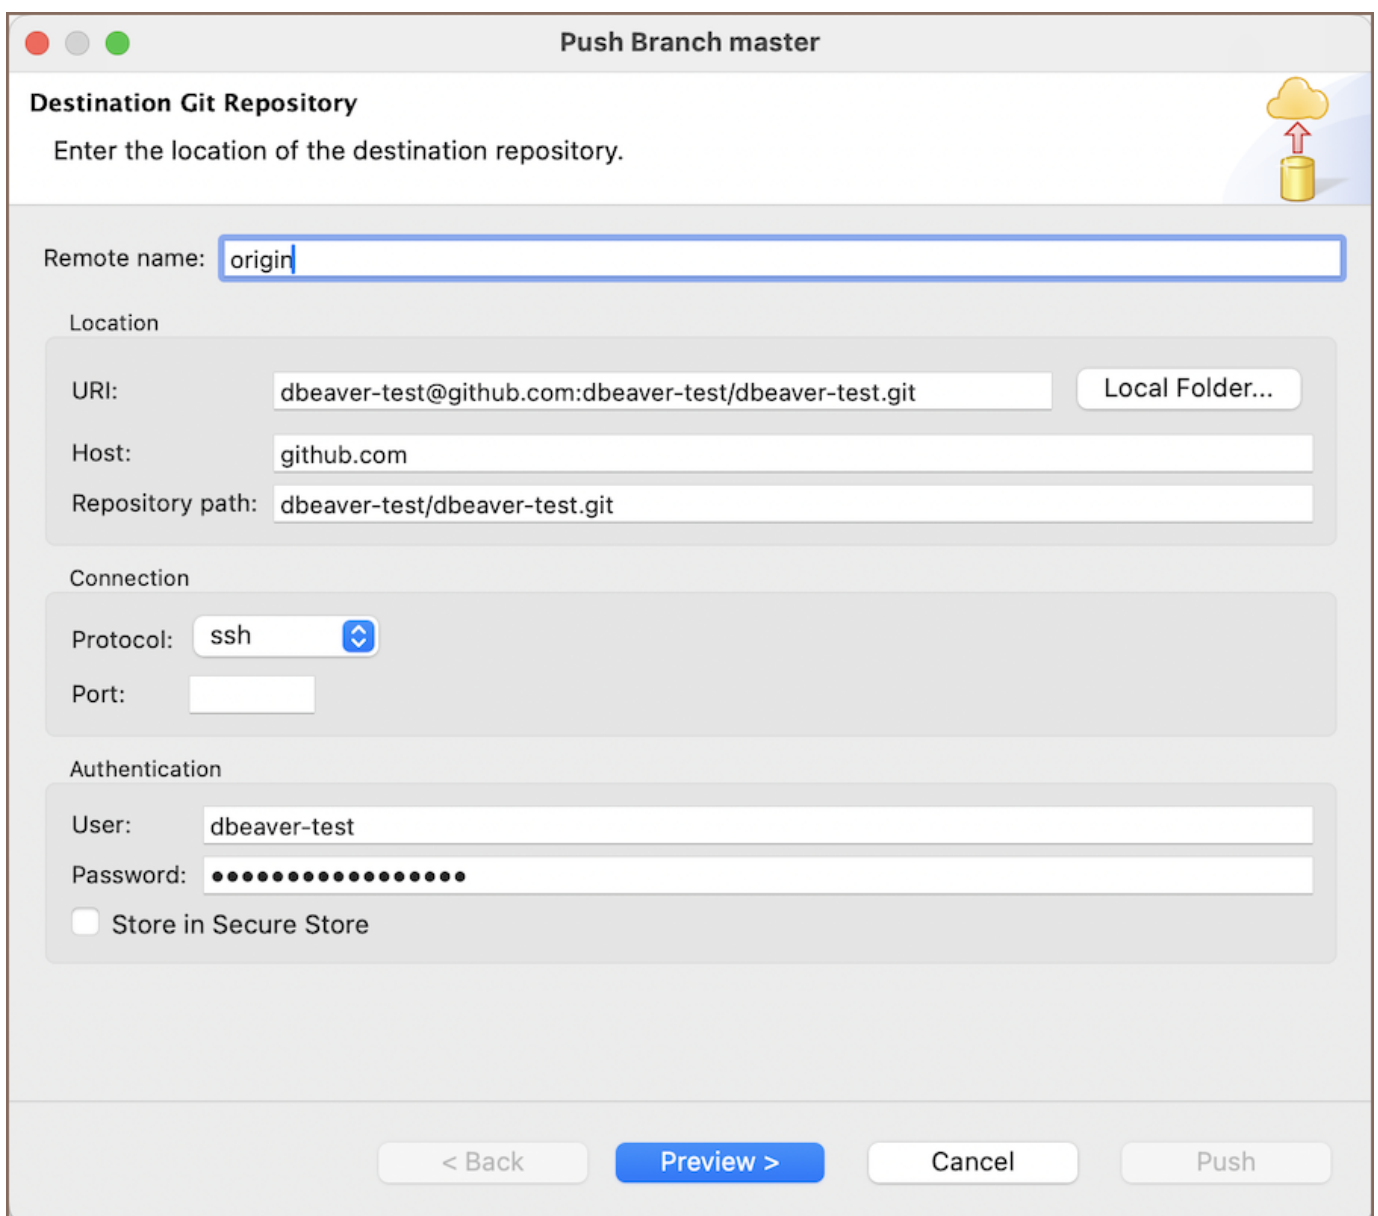 Push Branch master
Destination Git Repository
Enter the location of the destination repository.
Remote name: origin
Location
URI: dbeaver-test@github.com:dbeaver-test/dbeaver-test.git Local Folder...
Host: github.com
Repository path: dbeaver-test/dbeaver-test.git
Connection
Protocol: ssh
Port:
Authentication
User: dbeaver-test
Password: •••••••••••••••••
Store in Secure Store
< Back Preview > Cancel Push